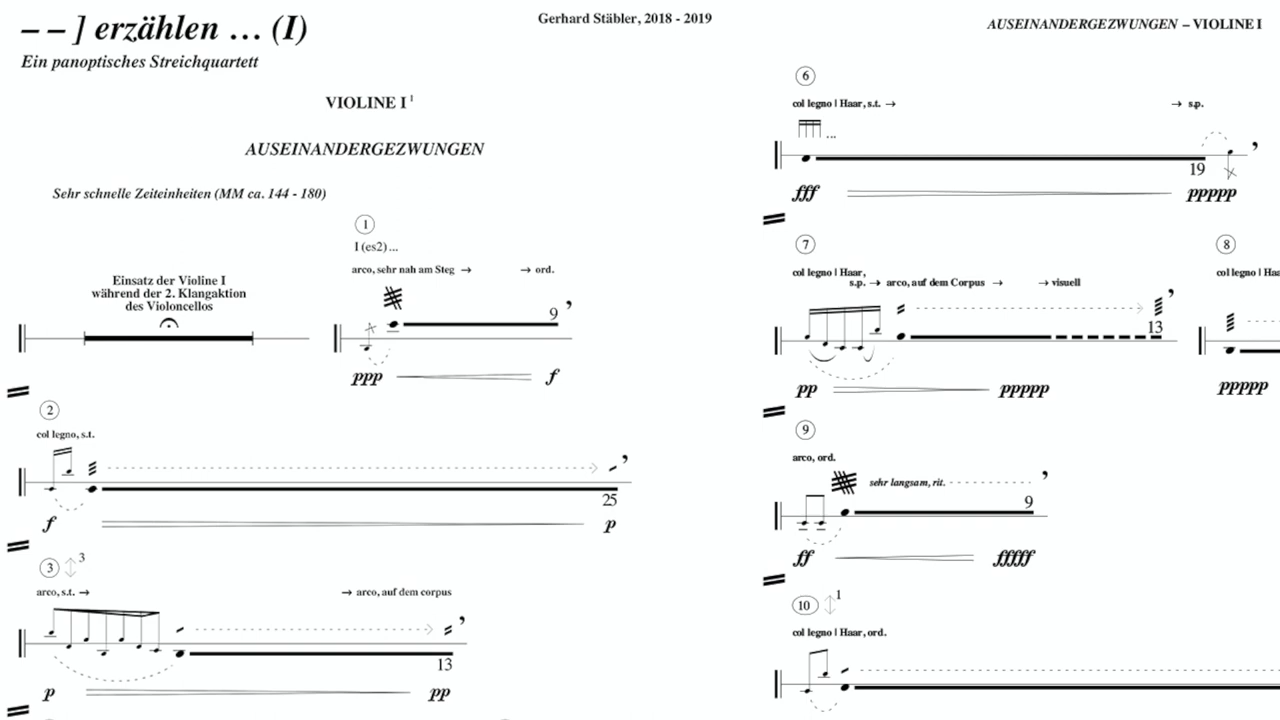 – – ] erzählen … (I)
Gerhard Stäbler, 2018 - 2019
Ein panoptisches Streichquartett
VIOLINE I 1
AUSEINANDERGEZWUNGEN
Sehr schnelle Zeiteinheiten (MM ca. 144 - 180)
Einsatz der Violine I
während der 2. Klangaktion
des Violoncellos
1
I (es2) ...
arco, sehr nah am Steg → → ord.
9
ppp f
2
col legno, s.t.
25
f p
3 3
arco, s.t. → → arco, auf dem corpus
13
p pp
AUSEINANDERGEZWUNGEN – VIOLINE I
6
col legno | Haar, s.t. → → s.p.
...
19
fff ppppp
7
col legno | Haar,
s.p. → arco, auf dem Corpus → → visuell
13
pp ppppp
8
col legno | Haa
ppppp
9
arco, ord.
sehr langsam, rit.
9
ff fffff
10 1
col legno | Haar, ord.